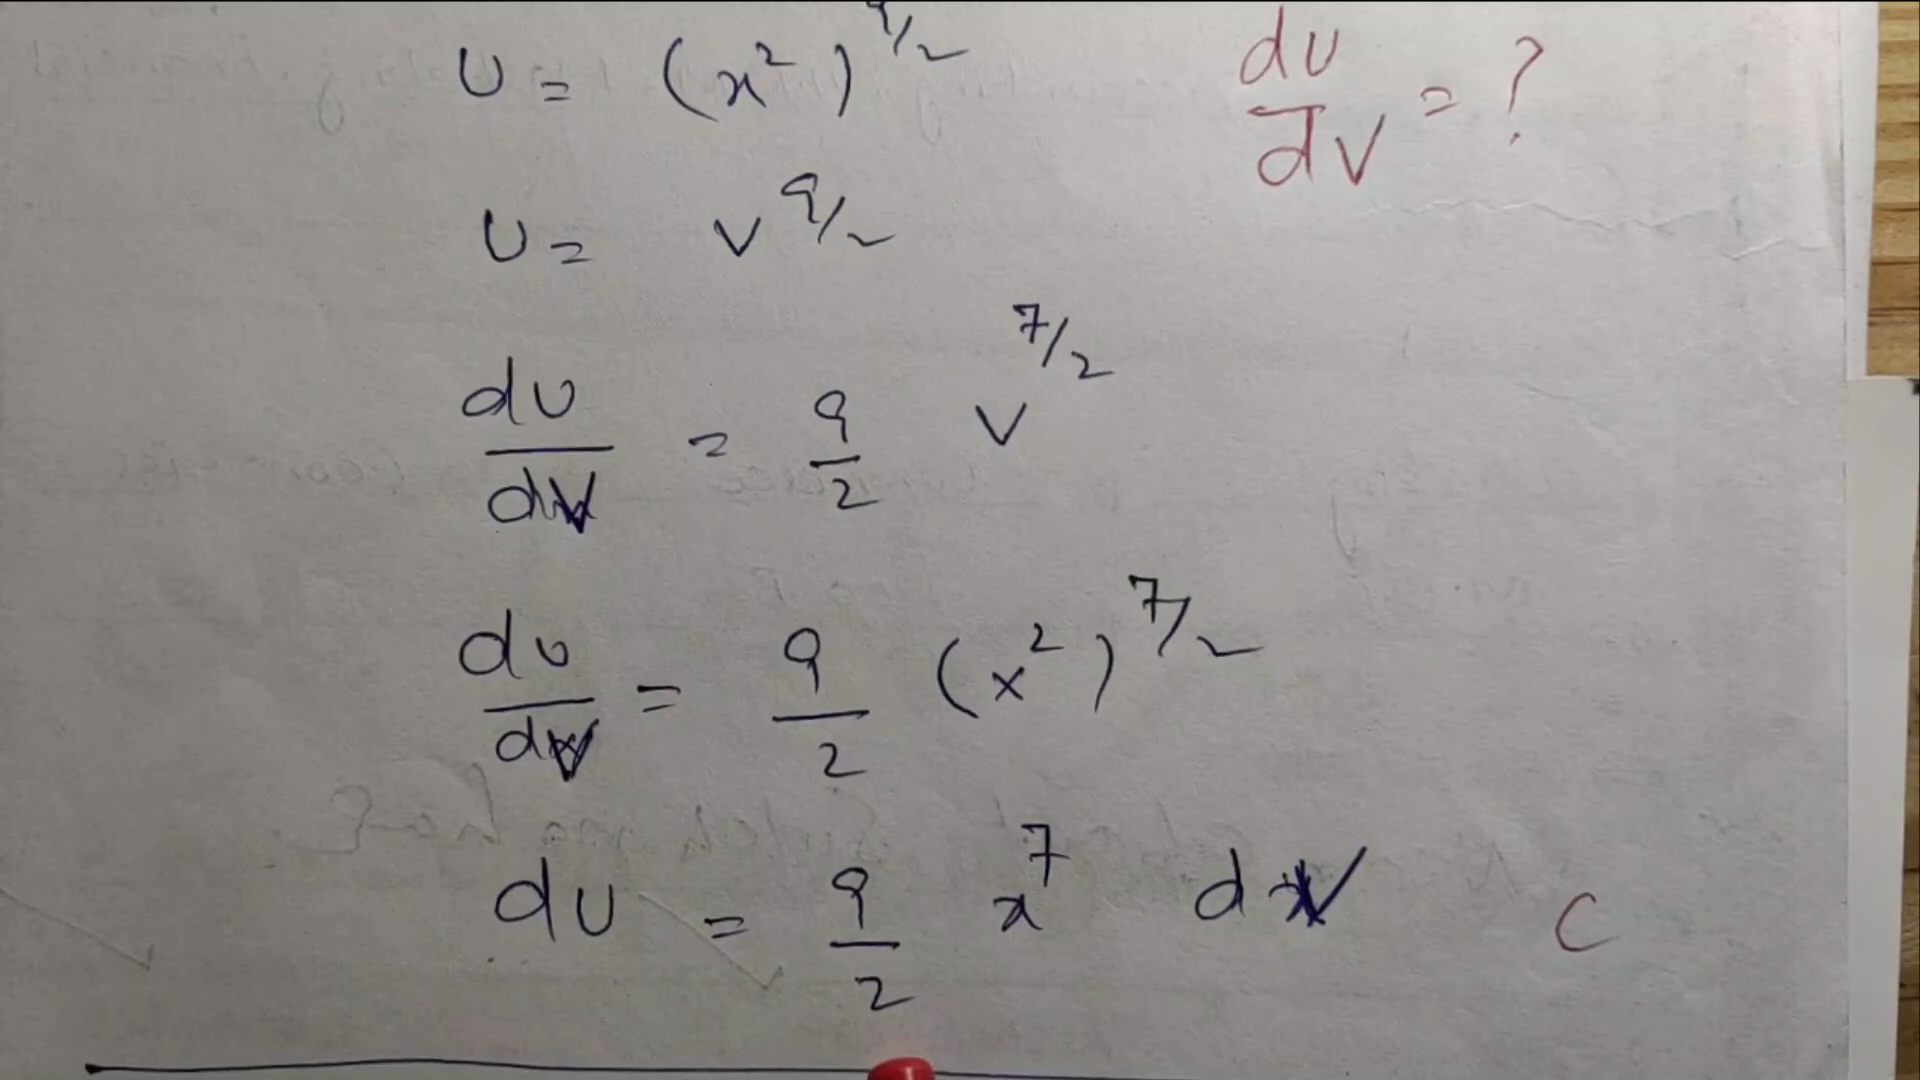 U = (x²)^9/2
dU/dV = ?
U = V^9/2
dU/dV = 9/2 V^7/2
dU/dV = 9/2 (x²)^7/2
dU = 9/2 x^7 dV C